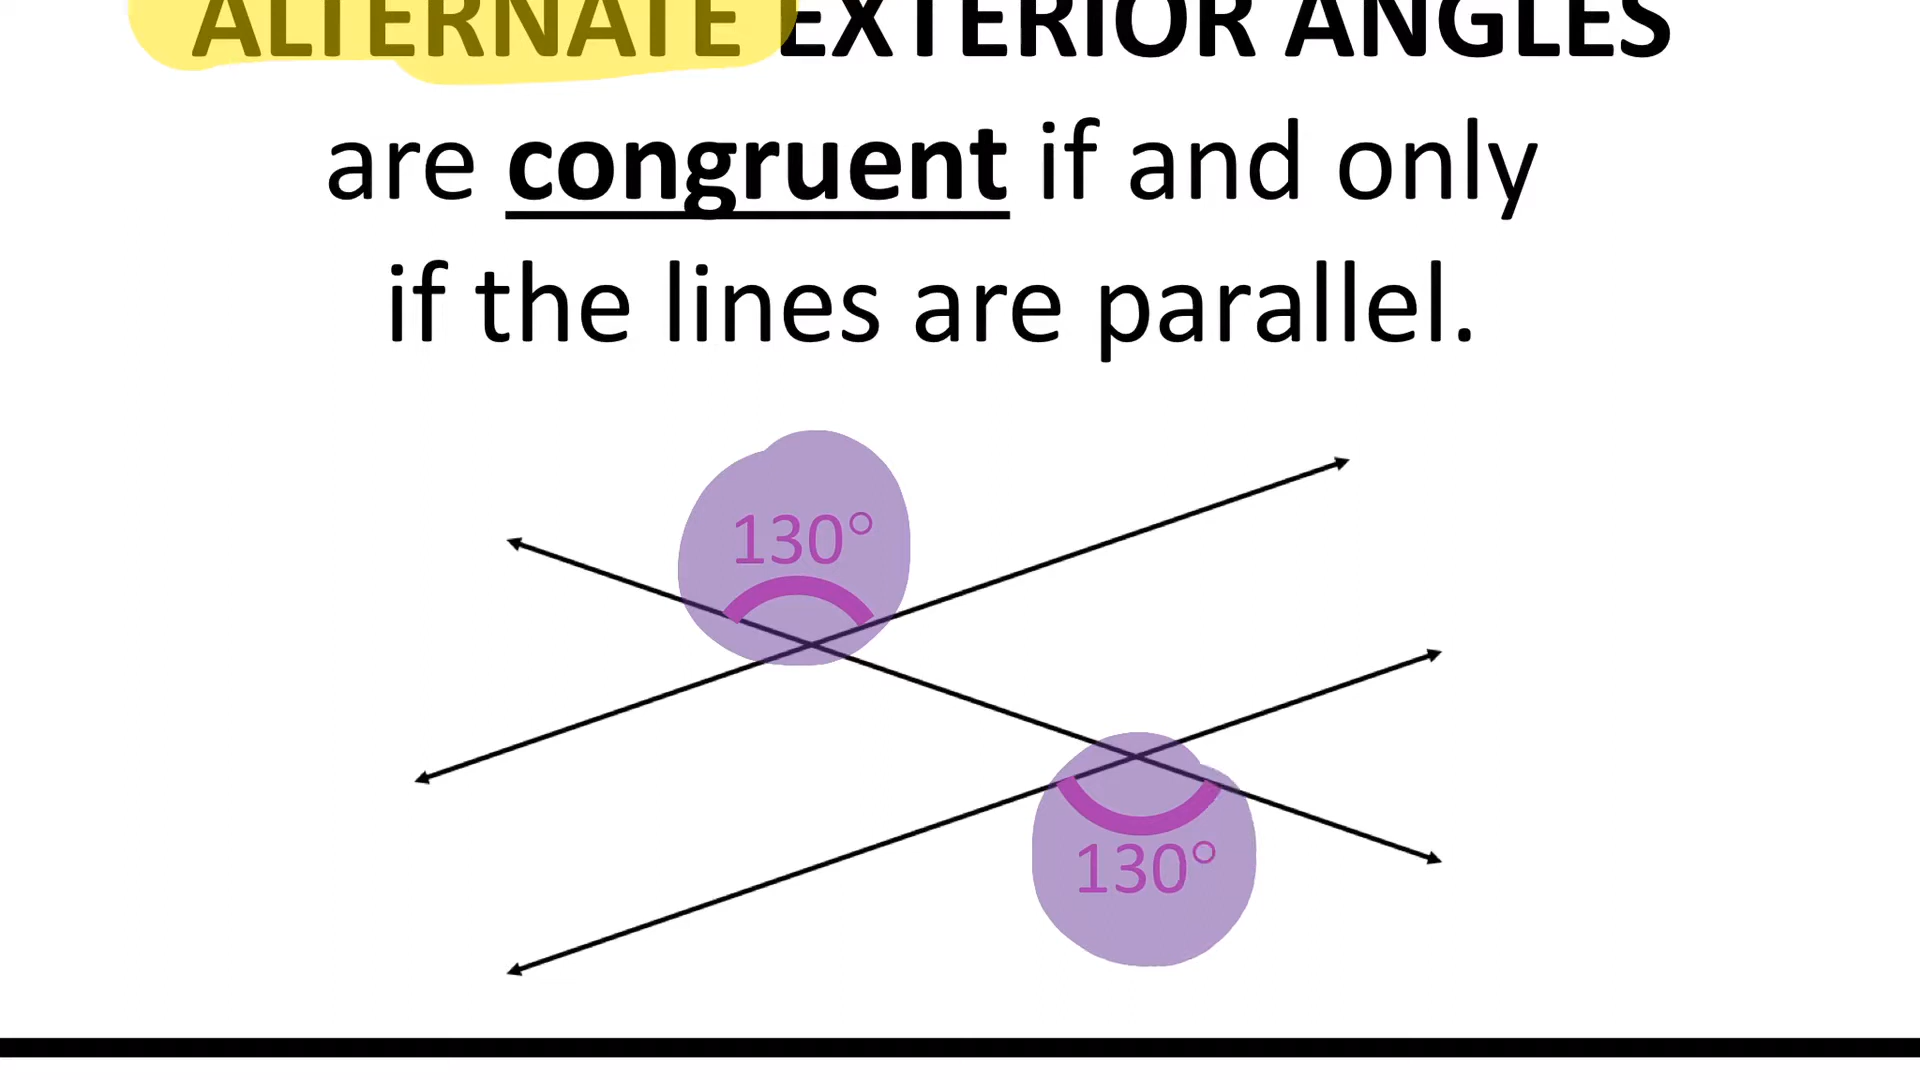 ALTERNATE EXTERIOR ANGLES
are congruent if and only
if the lines are parallel.
130°
130°